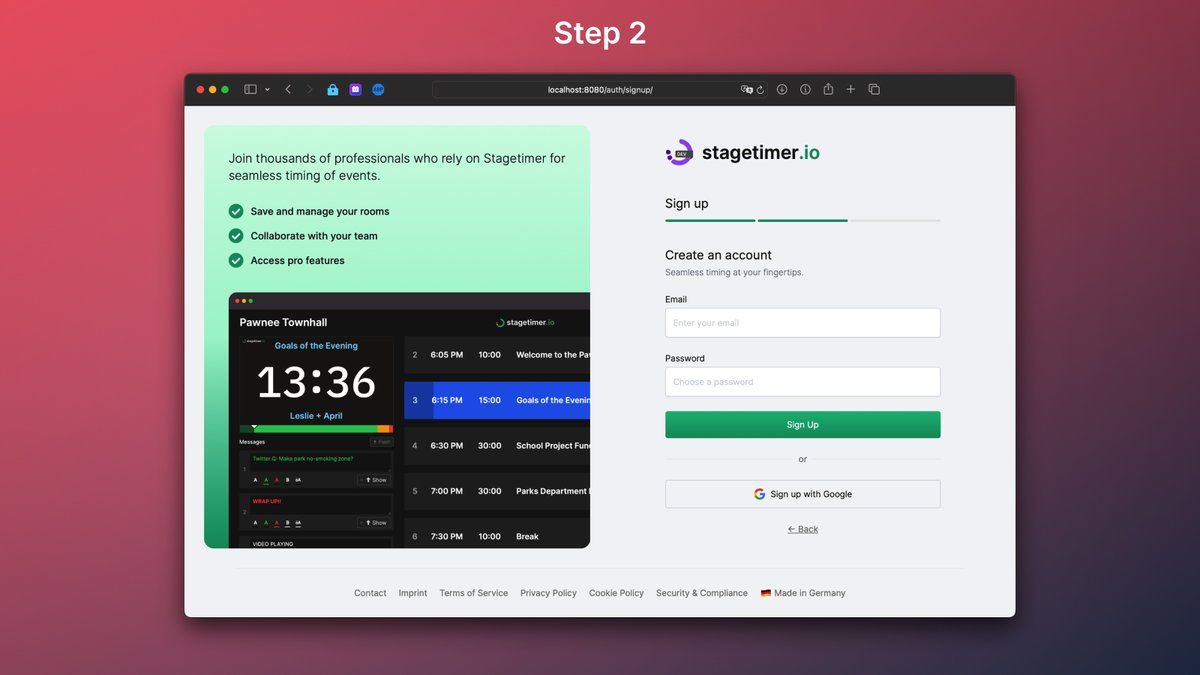 Step 2
localhost:8080/auth/signup/
Join thousands of professionals who rely on Stagetimer for
seamless timing of events.
Save and manage your rooms
Collaborate with your team
Access pro features
Pawnee Townhall
stagetimer.io
Goals of the Evening
13:36
Leslie + April
Messages
Flash
1
Twitter Q: Make park no-smoking zone?
A A A B aA
Show
2
WRAP UP!!
A A A B aA
Show
VIDEO PLAYING
2 6:05 PM 10:00 Welcome to the Pa
3 6:15 PM 15:00 Goals of the Evenin
4 6:30 PM 30:00 School Project Fun
5 7:00 PM 30:00 Parks Department
6 7:30 PM 10:00 Break
DEV
stagetimer.io
Sign up
Create an account
Seamless timing at your fingertips.
Email
Enter your email
Password
Choose a password
Sign Up
or
Sign up with Google
← Back
Contact Imprint Terms of Service Privacy Policy Cookie Policy Security & Compliance Made in Germany